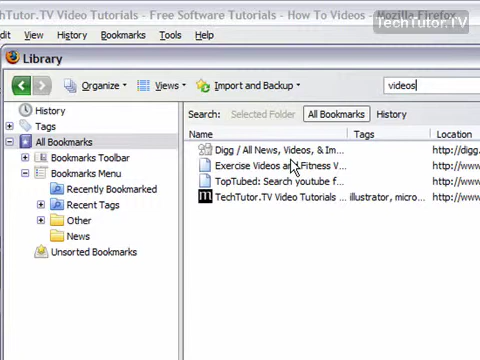 chTutor.TV Video Tutorials - Free Software Tutorials - How To Videos - Mozilla Firefox
TechTutor.TV
dit View History Bookmarks Tools Help
Library
Organize Views Import and Backup videos
History
Tags
All Bookmarks
Bookmarks Toolbar
Bookmarks Menu
Recently Bookmarked
Recent Tags
Other
News
Unsorted Bookmarks
Search: Selected Folder All Bookmarks History
Name Tags Location
Digg / All News, Videos, & Im... http://digg.
Exercise Videos and Fitness V... http://www
TopTubed: Search youtube f... http://www
TechTutor.TV Video Tutorials ... illustrator, micro... http://www